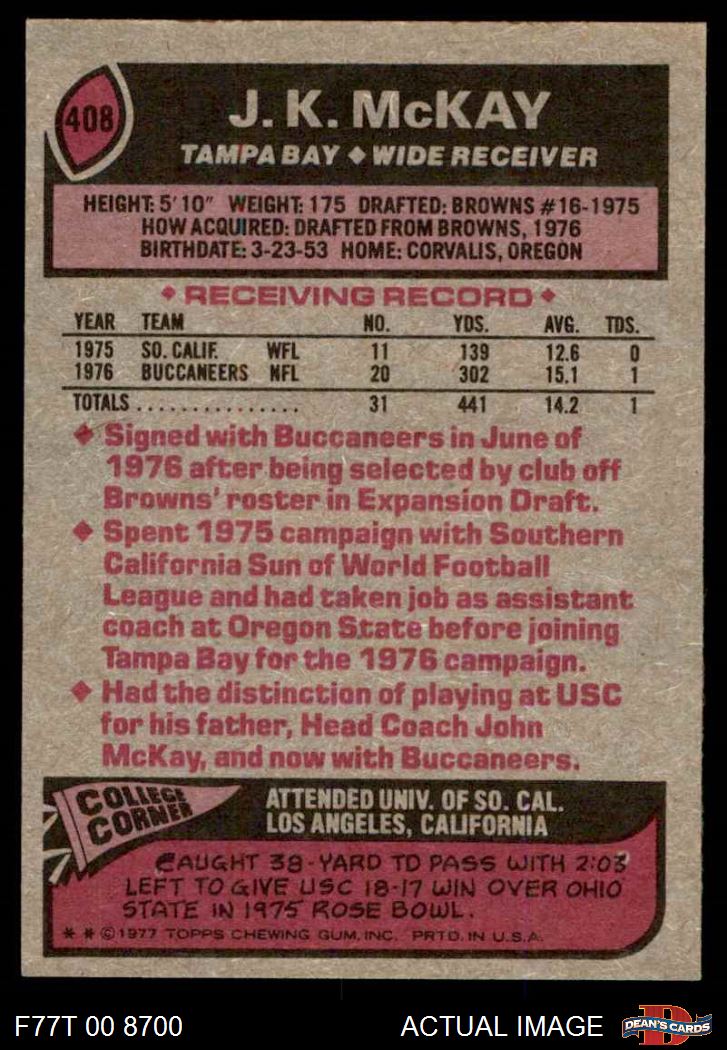 408
J. K. McKAY
TAMPA BAY ◆ WIDE RECEIVER
HEIGHT: 5' 10" WEIGHT: 175 DRAFTED: BROWNS #16-1975
HOW ACQUIRED: DRAFTED FROM BROWNS, 1976
BIRTHDATE: 3-23-53 HOME: CORVALIS, OREGON
◆ RECEIVING RECORD ◆
YEAR TEAM NO. YDS. AVG. TDS.
1975 SO. CALIF. WFL 11 139 12.6 0
1976 BUCCANEERS NFL 20 302 15.1 1
TOTALS ................ 31 441 14.2 1
◆ Signed with Buccaneers in June of
1976 after being selected by club off
Browns' roster in Expansion Draft.
◆ Spent 1975 campaign with Southern
California Sun of World Football
League and had taken job as assistant
coach at Oregon State before joining
Tampa Bay for the 1976 campaign.
◆ Had the distinction of playing at USC
for his father, Head Coach John
McKay, and now with Buccaneers.
COLLEGE
CORNER
ATTENDED UNIV. OF SO. CAL.
LOS ANGELES, CALIFORNIA
CAUGHT 38-YARD TD PASS WITH 2:03
LEFT TO GIVE USC 18-17 WIN OVER OHIO
STATE IN 1975 ROSE BOWL.
* * © 1977 TOPPS CHEWING GUM, INC. PRTD. IN U.S.A.
F77T 00 8700
ACTUAL IMAGE
D
DEAN'S CARDS